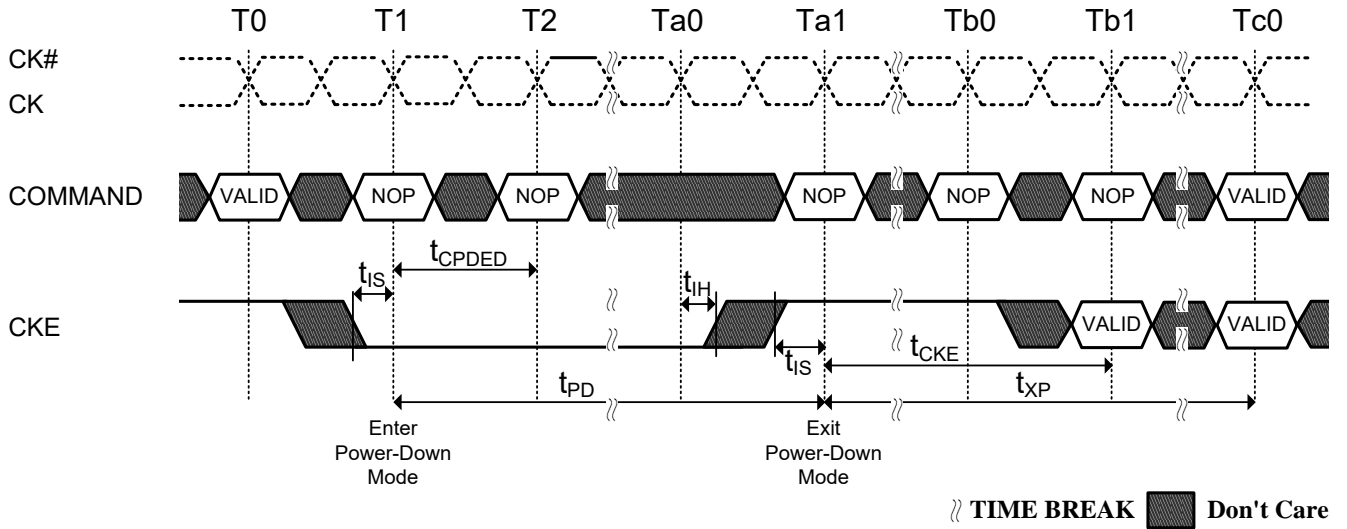 T0 T1 T2 Ta0 Ta1 Tb0 Tb1 Tc0
CK#
CK
COMMAND VALID NOP NOP NOP NOP NOP VALID
tIS tCPDED tIH
CKE VALID VALID
tIS tCKE
tPD tXP
Enter
Power-Down
Mode
Exit
Power-Down
Mode
TIME BREAK Don't Care